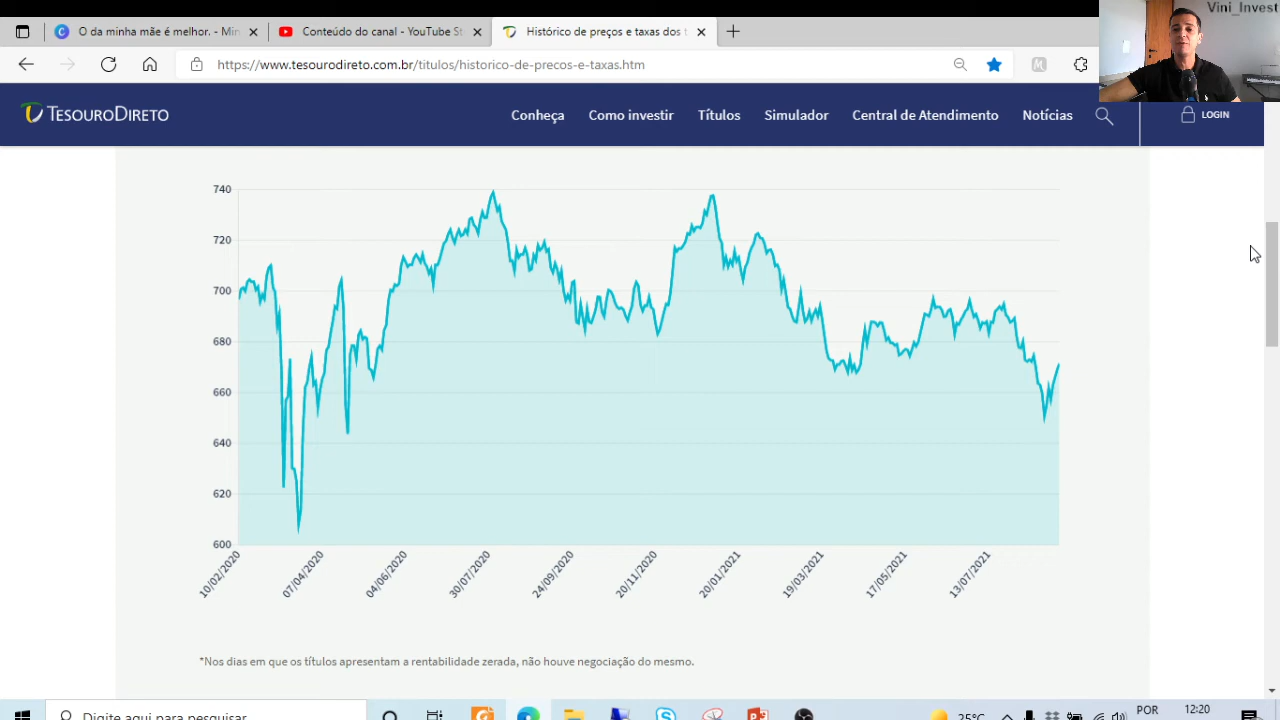 Vini_Invest
O da minha mãe é melhor. - Min
Conteúdo do canal - YouTube St
Histórico de preços e taxas dos t
https://www.tesourodireto.com.br/titulos/historico-de-precos-e-taxas.htm
TESOURODIRETO
Conheça
Como investir
Títulos
Simulador
Central de Atendimento
Notícias
LOGIN
740
720
700
680
660
640
620
600
10/02/2020
07/04/2020
04/06/2020
30/07/2020
24/09/2020
20/11/2020
20/01/2021
19/03/2021
17/05/2021
13/07/2021
*Nos dias em que os títulos apresentam a rentabilidade zerada, não houve negociação do mesmo.
Digite aqui para pesquisar
25°C
POR
12:20